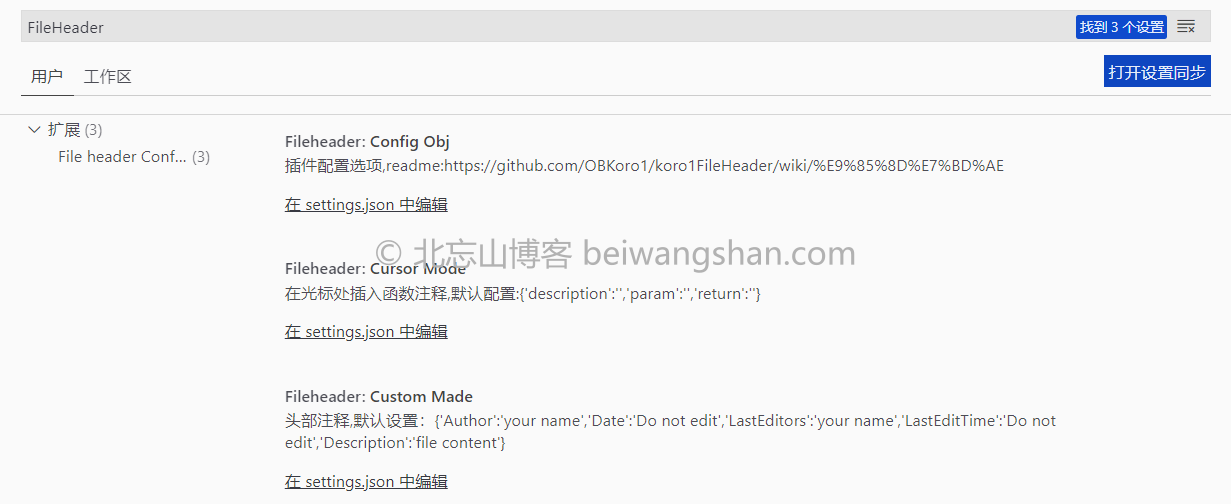 FileHeader
找到 3 个设置
用户
工作区
打开设置同步
扩展 (3)
File header Conf... (3)
Fileheader: Config Obj
插件配置选项,readme:https://github.com/OBKoro1/koro1FileHeader/wiki/%E9%85%8D%E7%BD%AE
在 settings.json 中编辑
© 北忘山博客 beiwangshan.com
Fileheader: Cursor Mode
在光标处插入函数注释,默认配置:{'description':'','param':'','return':''}
在 settings.json 中编辑
Fileheader: Custom Made
头部注释,默认设置：{'Author':'your name','Date':'Do not edit','LastEditors':'your name','LastEditTime':'Do not
edit','Description':'file content'}
在 settings.json 中编辑